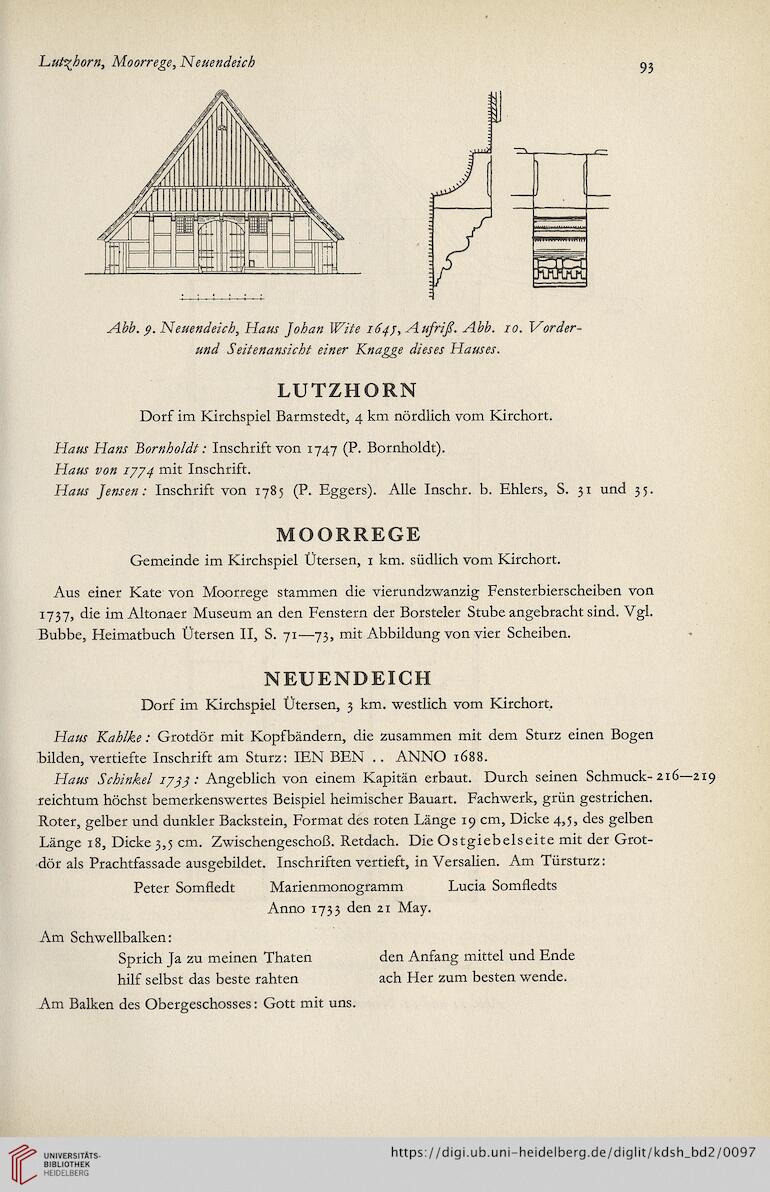 Lutzhorn, Moorrege, Neuendeich
93
Abb. 9. Neuendeich, Haus Johan Wite 1645, Aufriß. Abb. 10. Vorder-
und Seitenansicht einer Knagge dieses Hauses.
LUTZHORN
Dorf im Kirchspiel Barmstedt, 4 km nördlich vom Kirchort.
Haus Hans Bornholdt: Inschrift von 1747 (P. Bornholdt).
Haus von 1774 mit Inschrift.
Haus Jensen: Inschrift von 1785 (P. Eggers). Alle Inschr. b. Ehlers, S. 31 und 35.
MOORREGE
Gemeinde im Kirchspiel Ütersen, 1 km. südlich vom Kirchort.
Aus einer Kate von Moorrege stammen die vierundzwanzig Fensterbierscheiben von
1737, die im Altonaer Museum an den Fenstern der Borsteler Stube angebracht sind. Vgl.
Bubbe, Heimatbuch Ütersen II, S. 71—73, mit Abbildung von vier Scheiben.
NEUENDEICH
Dorf im Kirchspiel Ütersen, 3 km. westlich vom Kirchort.
Haus Kahlke: Grotdör mit Kopfbändern, die zusammen mit dem Sturz einen Bogen
bilden, vertiefte Inschrift am Sturz: IEN BEN .. ANNO 1688.
Haus Schinkel 1733: Angeblich von einem Kapitän erbaut. Durch seinen Schmuck- 216—219
reichtum höchst bemerkenswertes Beispiel heimischer Bauart. Fachwerk, grün gestrichen.
Roter, gelber und dunkler Backstein, Format des roten Länge 19 cm, Dicke 4,5, des gelben
Länge 18, Dicke 3,5 cm. Zwischengeschoß. Retdach. Die Ostgiebelseite mit der Grot-
dör als Prachtfassade ausgebildet. Inschriften vertieft, in Versalien. Am Türsturz:
Peter Somfledt Marienmonogramm Lucia Somfledts
Anno 1733 den 21 May.
Am Schwellbalken:
Sprich Ja zu meinen Thaten den Anfang mittel und Ende
hilf selbst das beste rahten ach Her zum besten wende.
Am Balken des Obergeschosses: Gott mit uns.
UNIVERSITÄTS-
BIBLIOTHEK
HEIDELBERG
https://digi.ub.uni-heidelberg.de/diglit/kdsh_bd2/0097